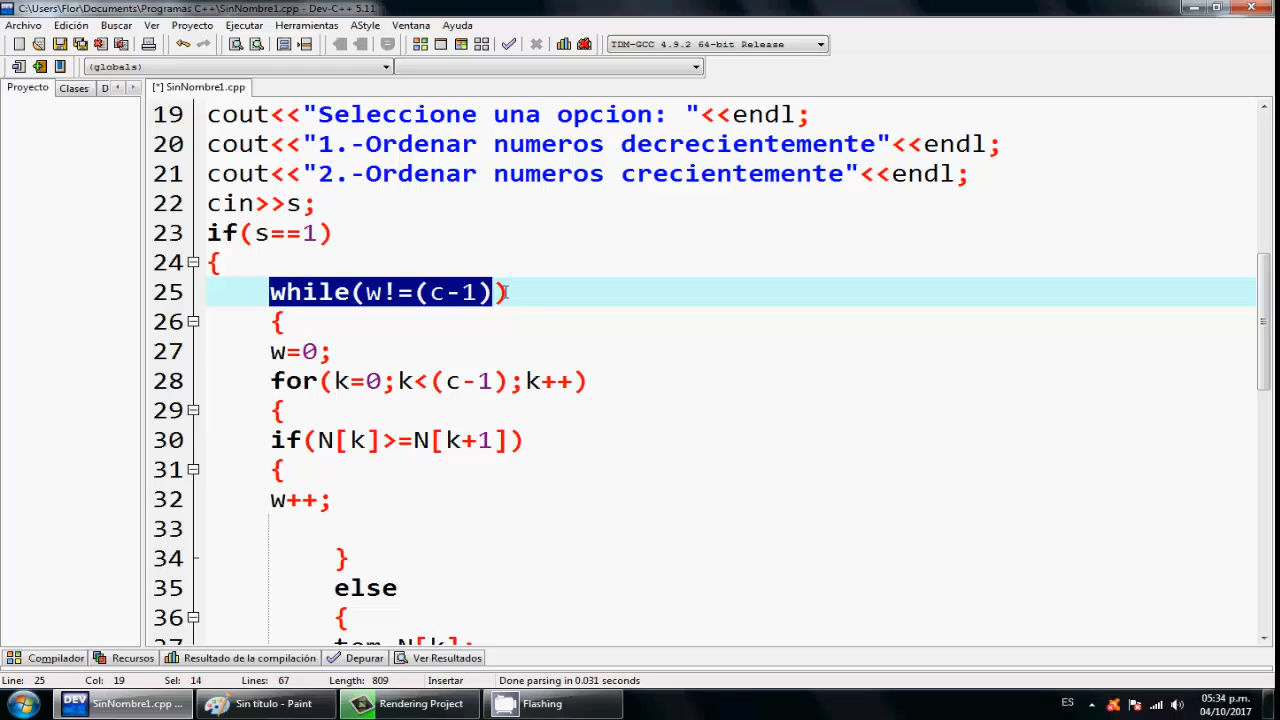 C:\Users\Flor\Documents\Programas C++\SinNombre1.cpp - Dev-C++ 5.11
Archivo Edición Buscar Ver Proyecto Ejecutar Herramientas AStyle Ventana Ayuda
TDM-GCC 4.9.2 64-bit Release
(globals)
Proyecto Clases D [*] SinNombre1.cpp
19 cout<<"Seleccione una opcion: "<<endl;
20 cout<<"1.-Ordenar numeros decrecientemente"<<endl;
21 cout<<"2.-Ordenar numeros crecientemente"<<endl;
22 cin>>s;
23 if(s==1)
24 {
25 while(w!=(c-1))
26 {
27 w=0;
28 for(k=0;k<(c-1);k++)
29 {
30 if(N[k]>=N[k+1])
31 {
32 w++;
33
34 }
35 else
36 {
37 tem=N[k];
Compilador Recursos Resultado de la compilación Depurar Ver Resultados
Line: 25 Col: 19 Sel: 14 Lines: 67 Length: 809 Insertar Done parsing in 0.031 seconds
DEV SinNombre1.cpp ... Sin título - Paint Rendering Project Flashing ES 05:34 p.m.
04/10/2017